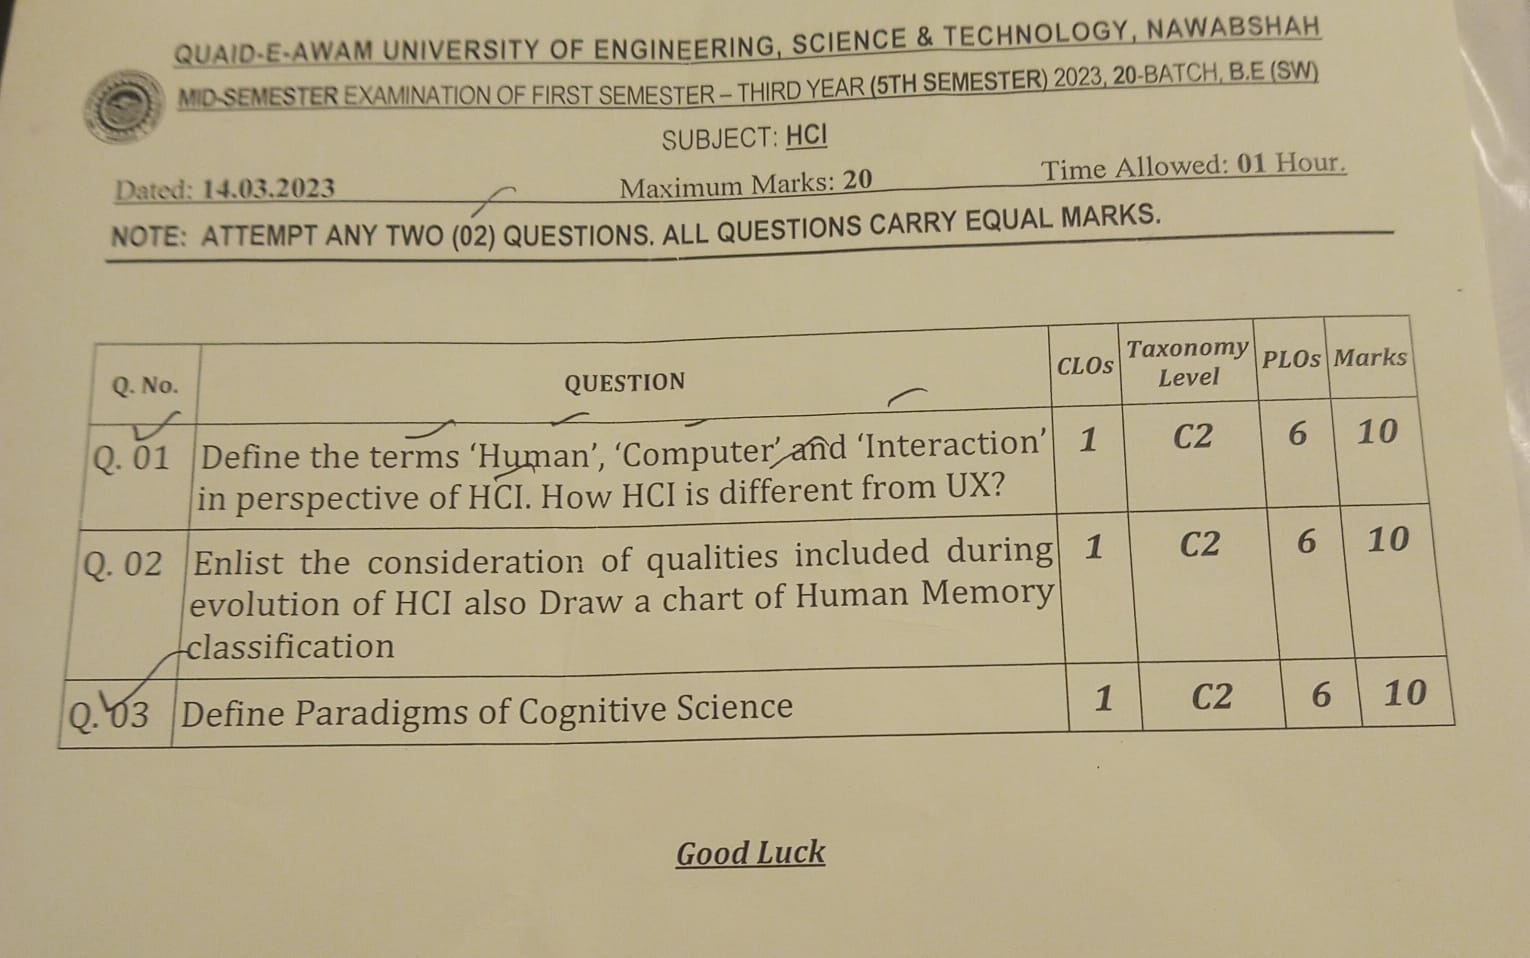 QUAID-E-AWAM UNIVERSITY OF ENGINEERING, SCIENCE & TECHNOLOGY, NAWABSHAH
MID-SEMESTER EXAMINATION OF FIRST SEMESTER – THIRD YEAR (5TH SEMESTER) 2023, 20-BATCH, B.E (SW)
SUBJECT: HCI
Dated: 14.03.2023 Maximum Marks: 20 Time Allowed: 01 Hour.
NOTE: ATTEMPT ANY TWO (02) QUESTIONS. ALL QUESTIONS CARRY EQUAL MARKS.
Q. No. QUESTION CLOs Taxonomy Level PLOs Marks
Q. 01 Define the terms ‘Human’, ‘Computer’ and ‘Interaction’ 1 C2 6 10
in perspective of HCI. How HCI is different from UX?
Q. 02 Enlist the consideration of qualities included during 1 C2 6 10
evolution of HCI also Draw a chart of Human Memory
classification
Q. 03 Define Paradigms of Cognitive Science 1 C2 6 10
Good Luck